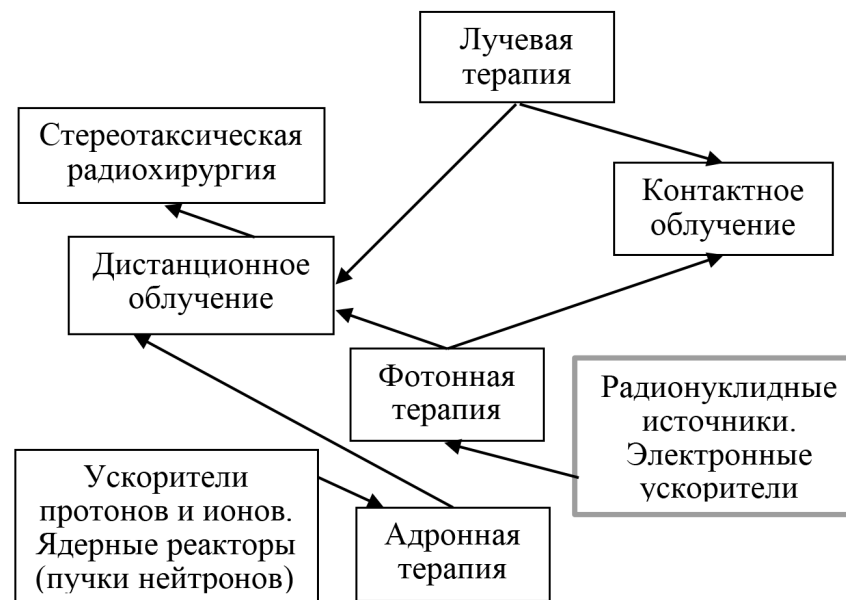 Лучевая
терапия
Стереотаксическая
радиохирургия
Контактное
облучение
Дистанционное
облучение
Фотонная
терапия
Радионуклидные
источники.
Электронные
ускорители
Ускорители
протонов и ионов.
Ядерные реакторы
(пучки нейтронов)
Адронная
терапия